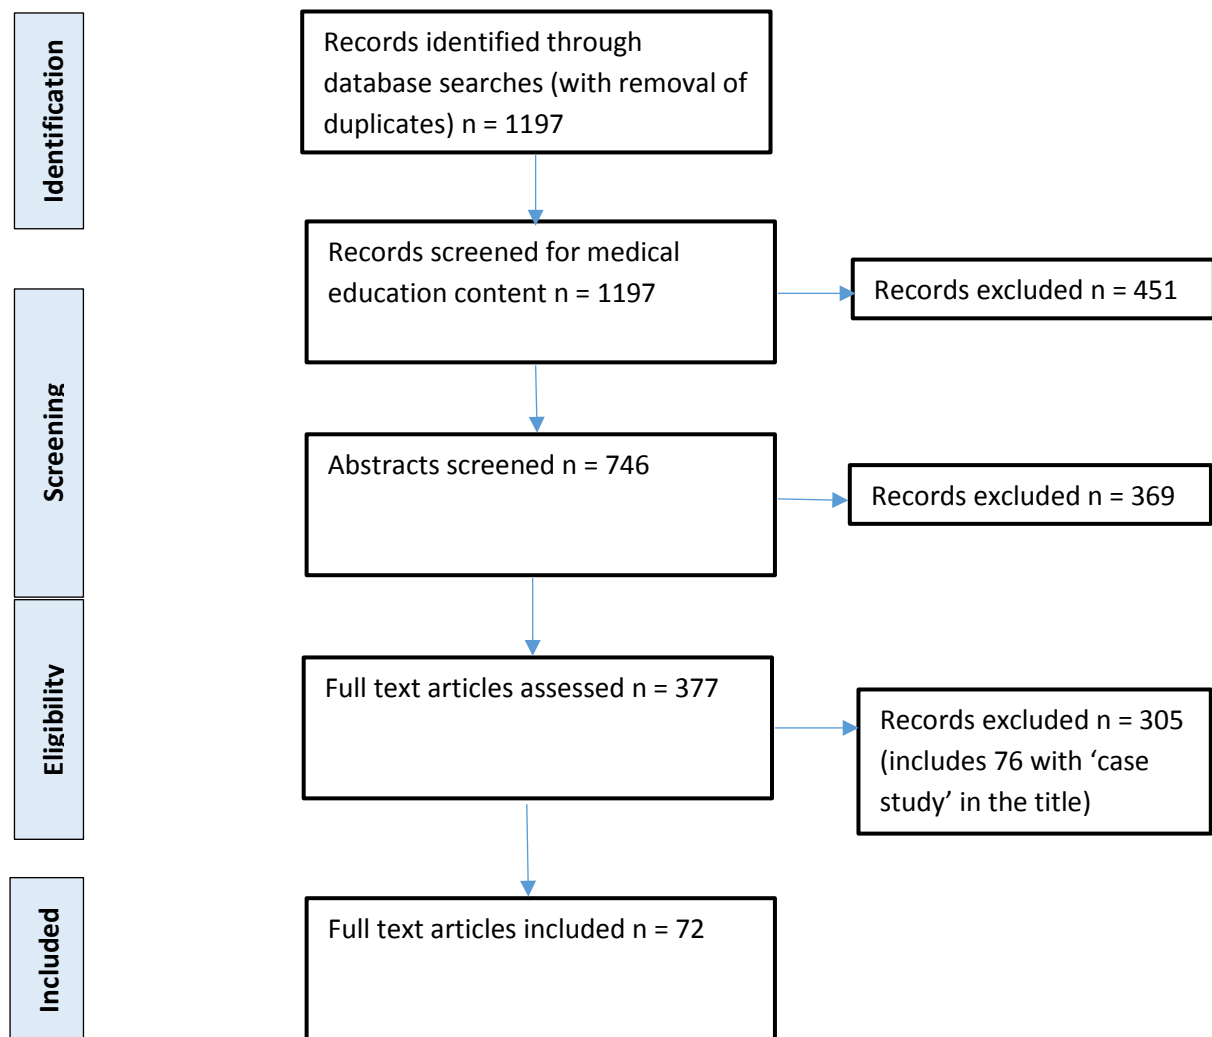 Identification
Records identified through
database searches (with removal of
duplicates) n = 1197
Records screened for medical
education content n = 1197
Records excluded n = 451
Screening
Abstracts screened n = 746
Records excluded n = 369
Eligibility
Full text articles assessed n = 377
Records excluded n = 305
(includes 76 with ‘case
study’ in the title)
Included
Full text articles included n = 72